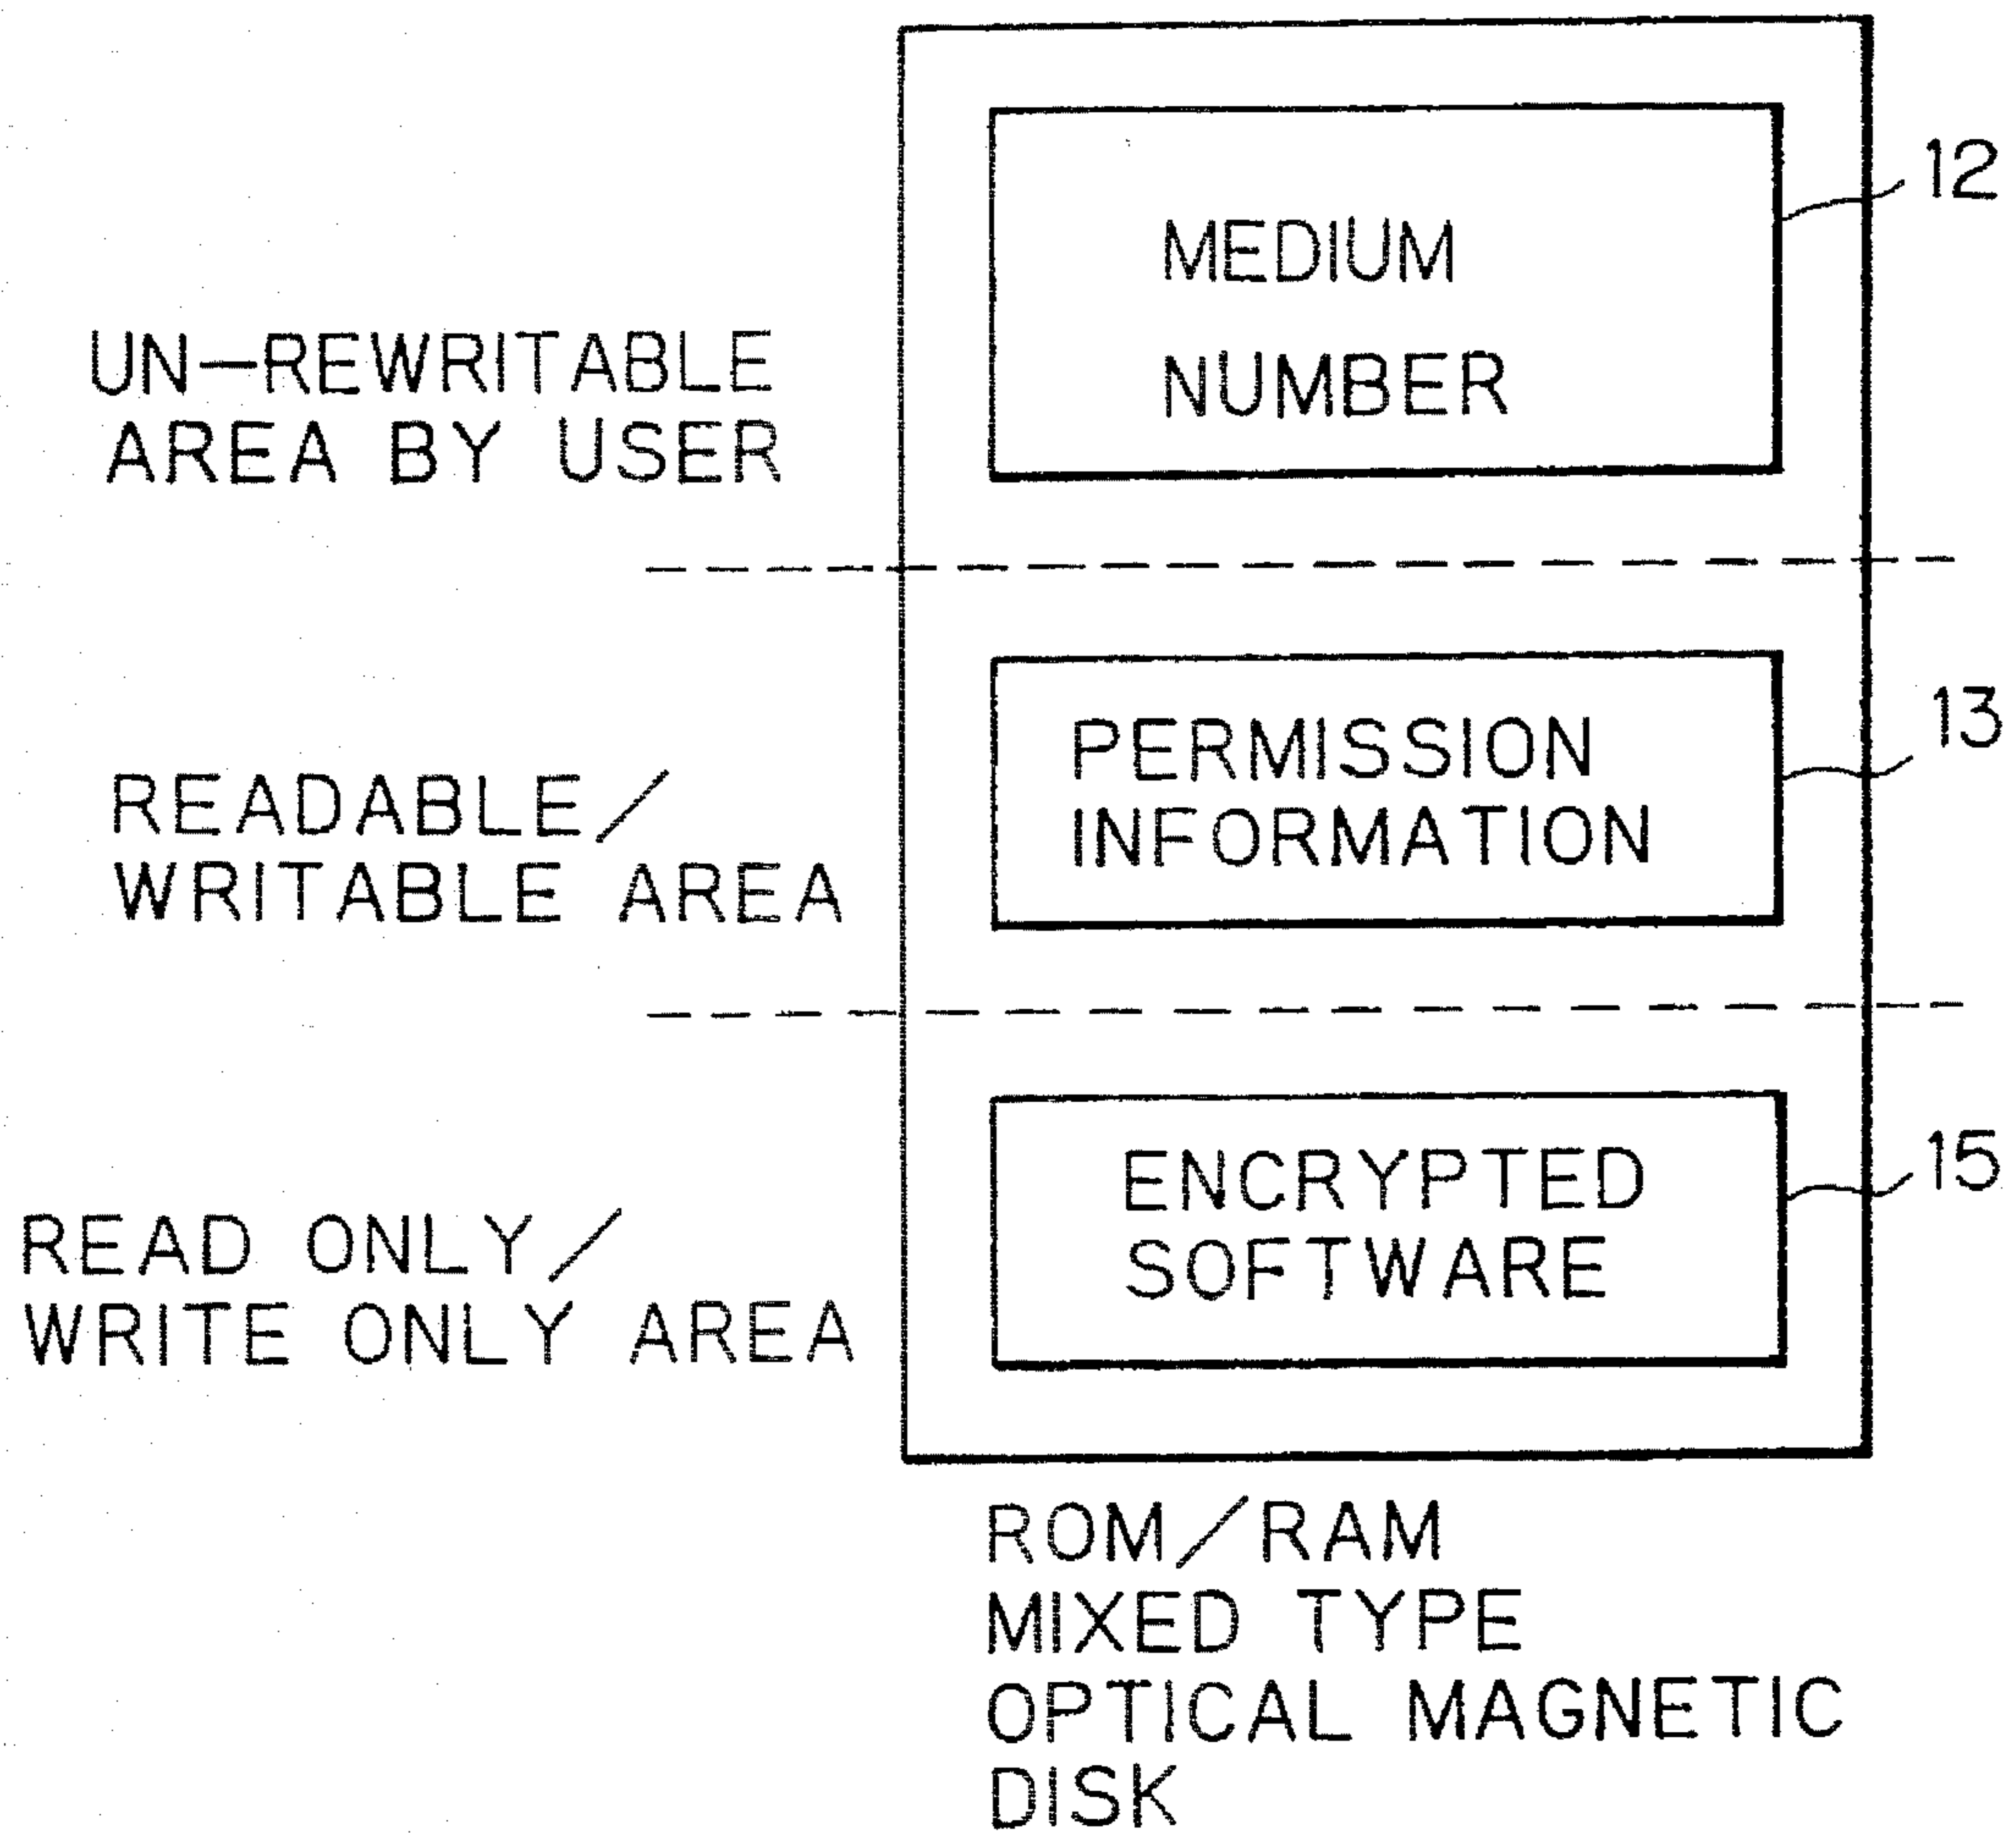 12
MEDIUM
NUMBER
UN-REWRITABLE
AREA BY USER
13
PERMISSION
INFORMATION
READABLE/
WRITABLE AREA
15
ENCRYPTED
SOFTWARE
READ ONLY/
WRITE ONLY AREA
ROM/RAM
MIXED TYPE
OPTICAL MAGNETIC
DISK